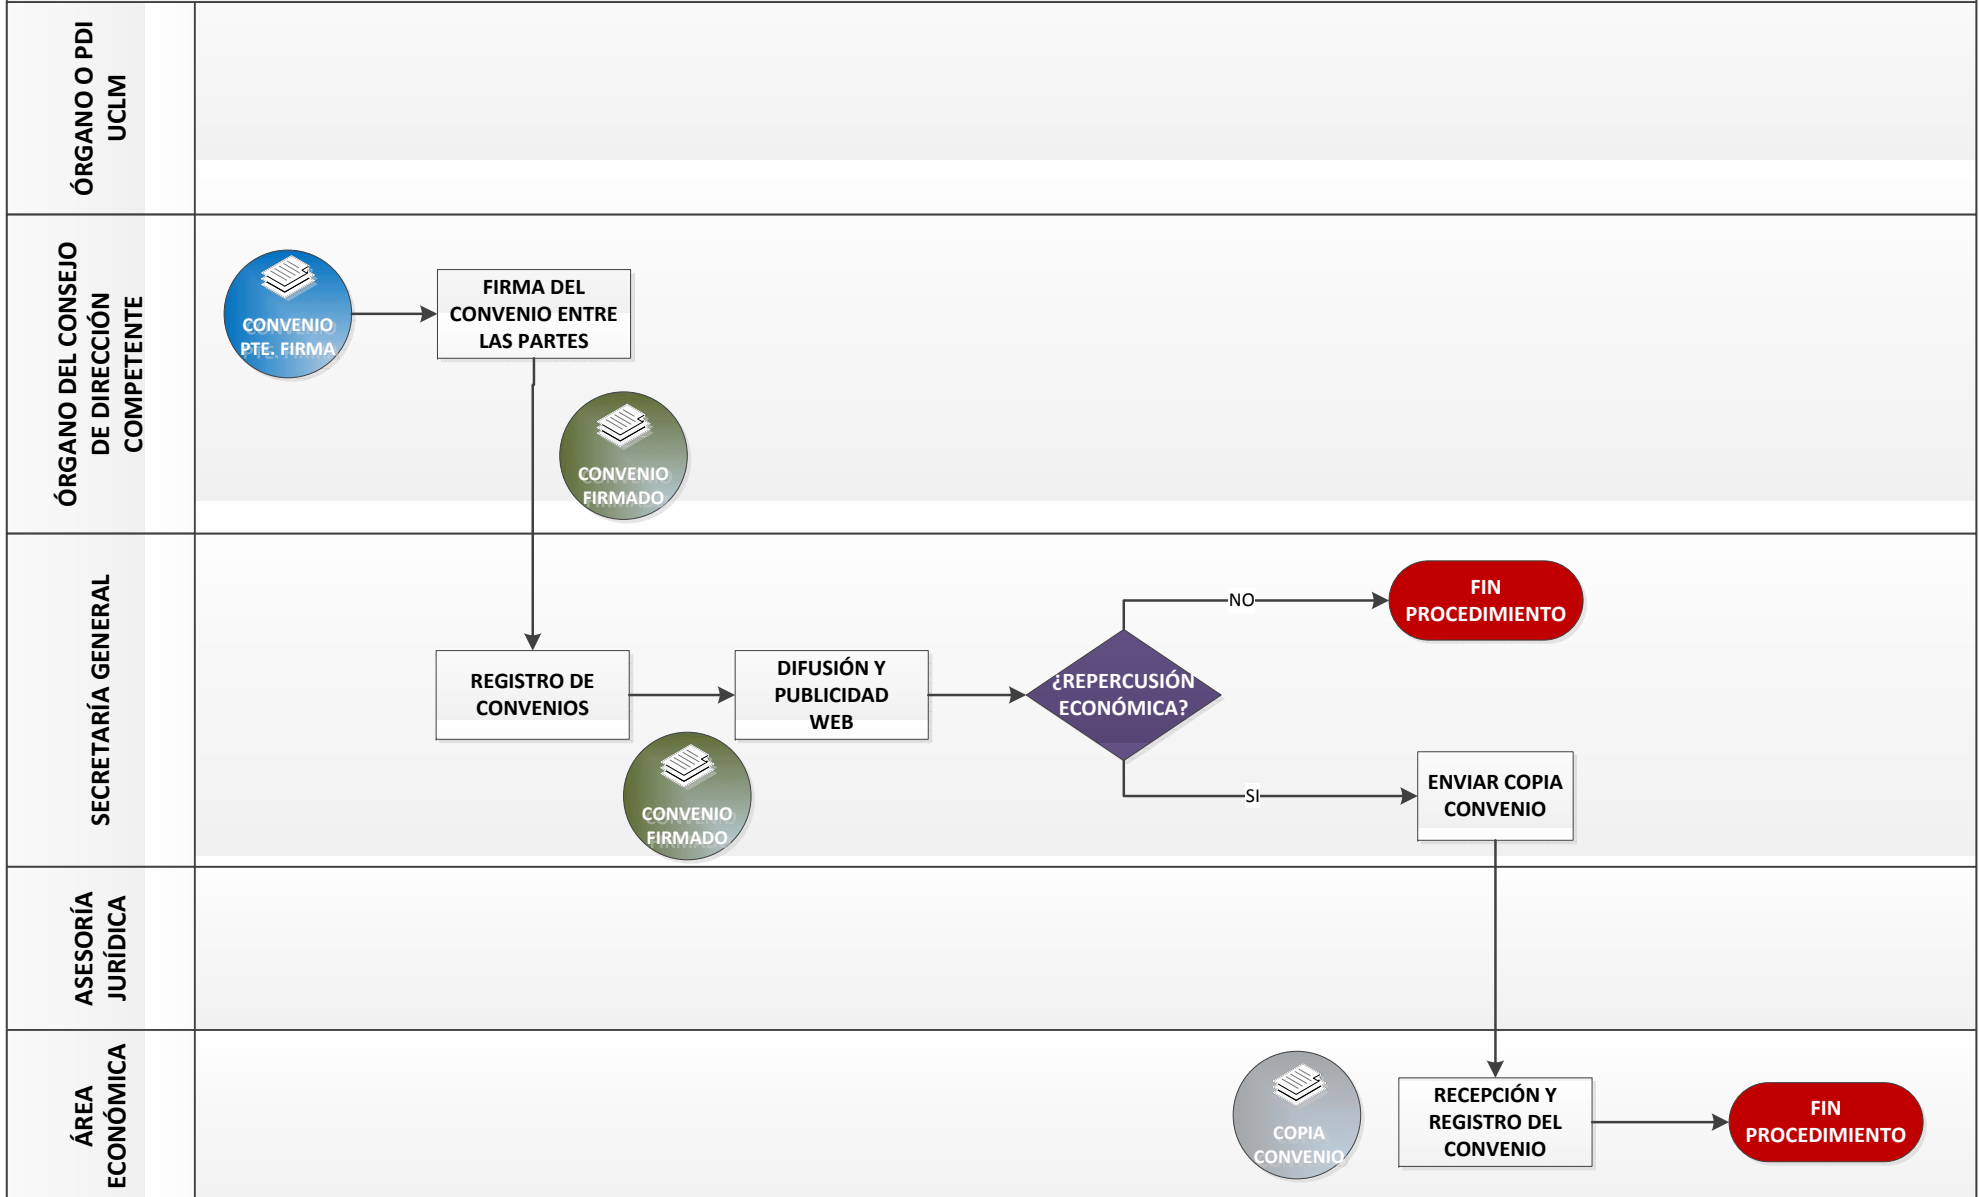 ÓRGANO O PDI
UCLM
ÓRGANO DEL CONSEJO
DE DIRECCIÓN
COMPETENTE
CONVENIO
PTE. FIRMA
FIRMA DEL
CONVENIO ENTRE
LAS PARTES
CONVENIO
FIRMADO
SECRETARÍA GENERAL
REGISTRO DE
CONVENIOS
CONVENIO
FIRMADO
DIFUSIÓN Y
PUBLICIDAD
WEB
¿REPERCUSIÓN
ECONÓMICA?
NO
FIN
PROCEDIMIENTO
SI
ENVIAR COPIA
CONVENIO
ASESORÍA
JURÍDICA
ÁREA
ECONÓMICA
COPIA
CONVENIO
RECEPCIÓN Y
REGISTRO DEL
CONVENIO
FIN
PROCEDIMIENTO